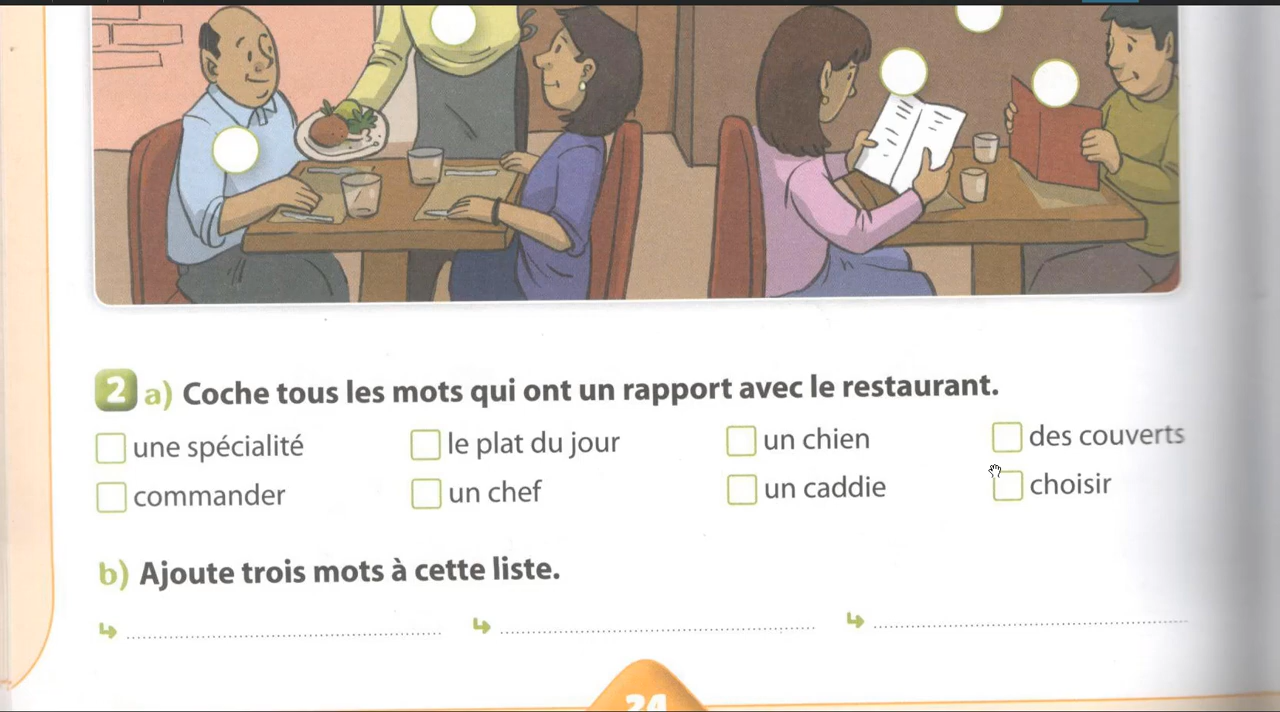 2 a) Coche tous les mots qui ont un rapport avec le restaurant.
une spécialité le plat du jour un chien des couverts
commander un chef un caddie choisir
b) Ajoute trois mots à cette liste.
24